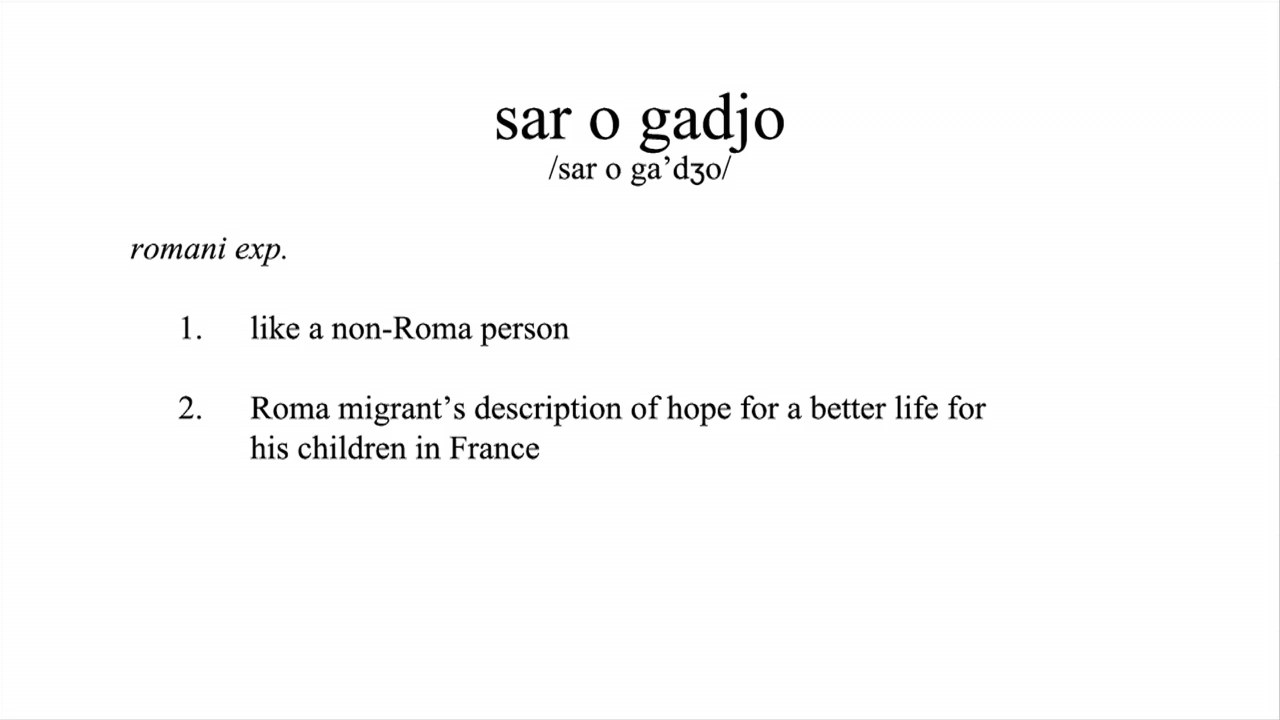 sar o gadjo
/sar o ga’dʒo/
romani exp.
1. like a non-Roma person
2. Roma migrant’s description of hope for a better life for
his children in France